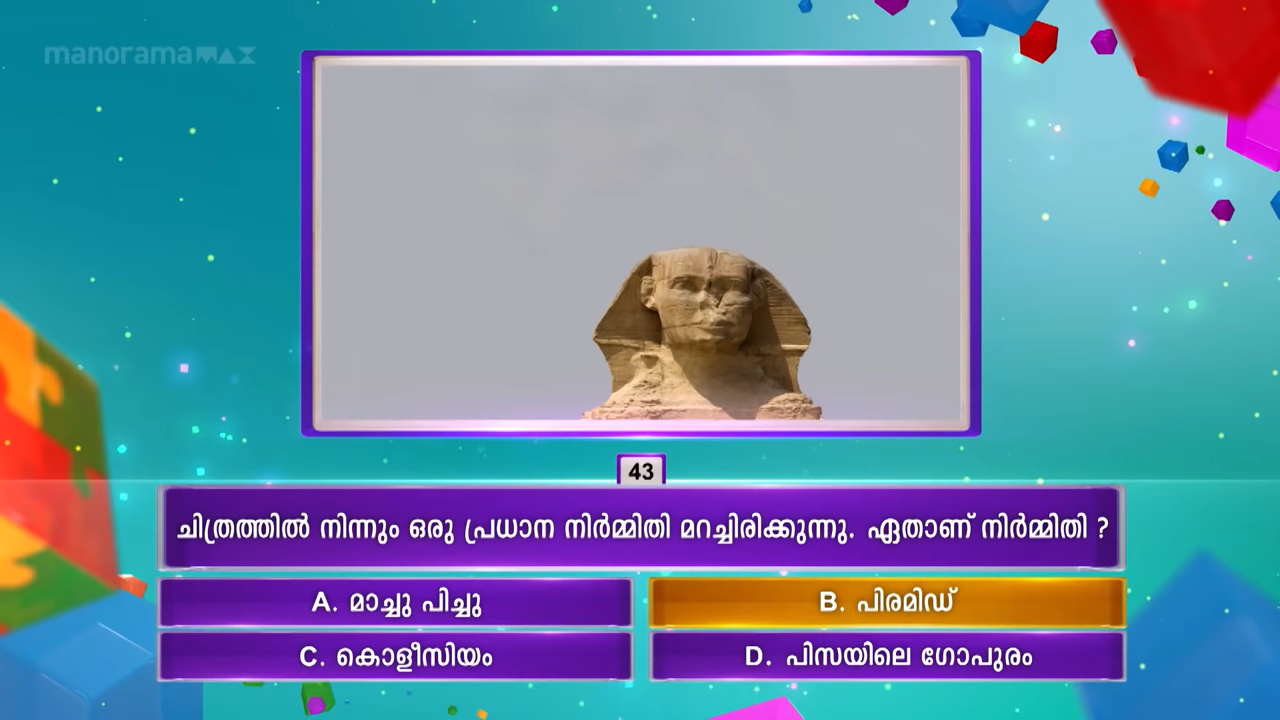 manoramaMAX
43
ചിത്രത്തിൽ നിന്നും ഒരു പ്രധാന നിർമ്മിതി മറച്ചിരിക്കുന്നു. ഏതാണ് നിർമ്മിതി ?
A. മാച്ചു പിച്ചു
B. പിരമിഡ്
C. കൊളീസിയം
D. പിസയിലെ ഗോപുരം